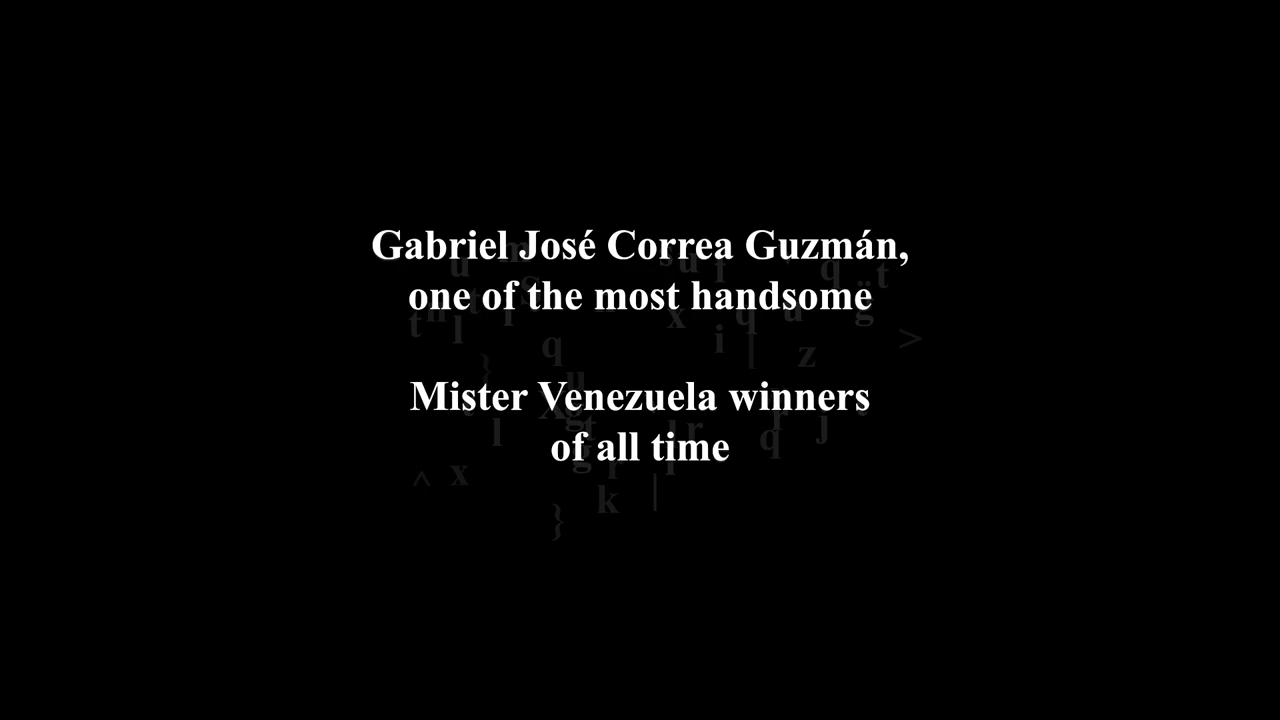 Gabriel José Correa Guzmán,
one of the most handsome
Mister Venezuela winners
of all time